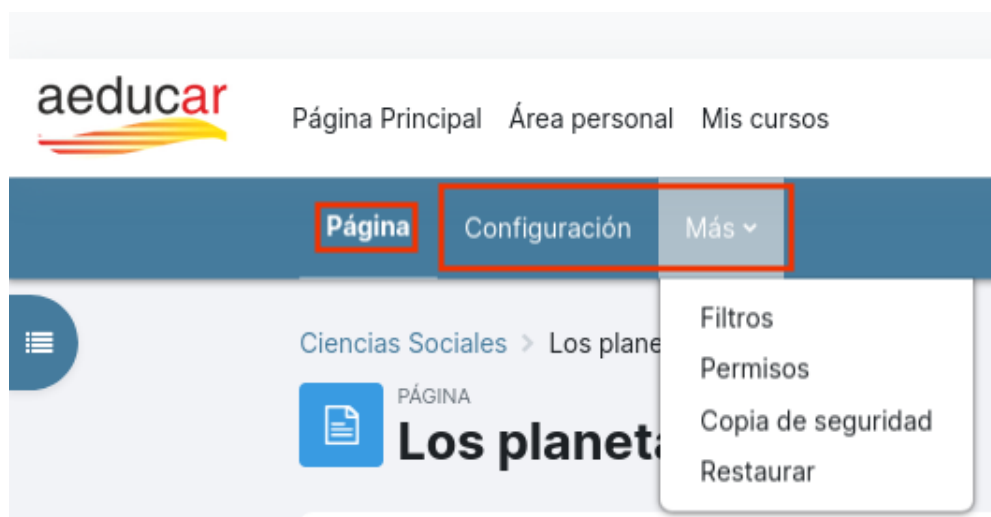 aeducar
Página Principal Área personal Mis cursos
Página Configuración Más
Filtros
Ciencias Sociales > Los plane
Permisos
PÁGINA
Los planeta
Copia de seguridad
Restaurar